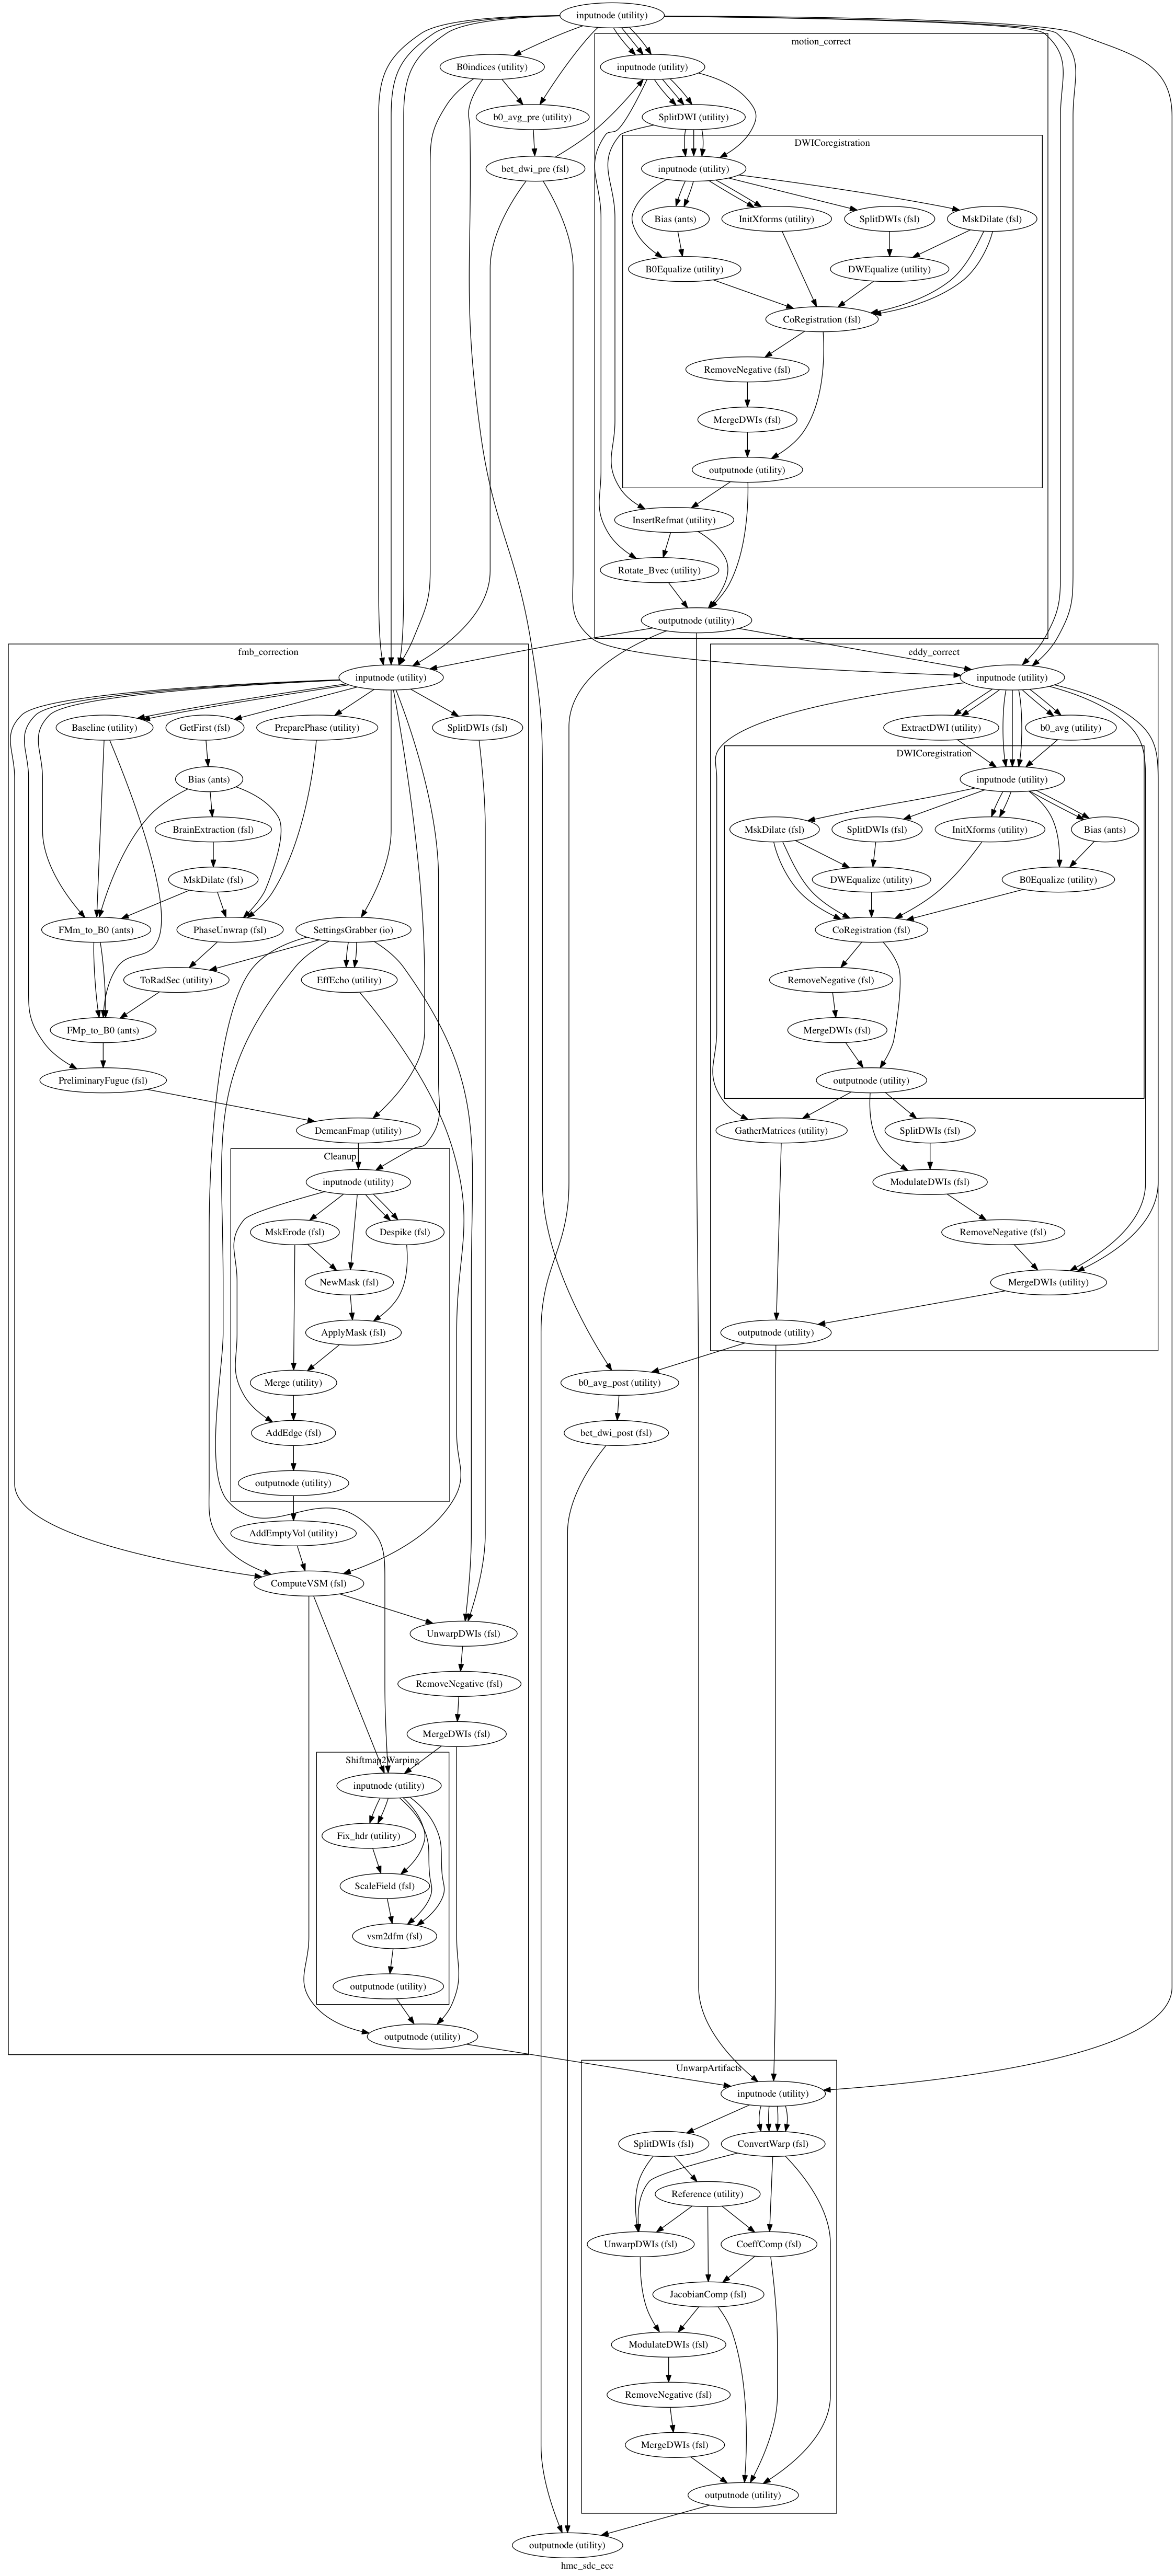 inputnode (utility)
motion_correct
B0indices (utility)
inputnode (utility)
b0_avg_pre (utility)
SplitDWI (utility)
DWICoregistration
bet_dwi_pre (fsl)
inputnode (utility)
Bias (ants)
InitXforms (utility)
SplitDWIs (fsl)
MskDilate (fsl)
B0Equalize (utility)
DWEqualize (utility)
CoRegistration (fsl)
RemoveNegative (fsl)
MergeDWIs (fsl)
outputnode (utility)
InsertRefmat (utility)
Rotate_Bvec (utility)
outputnode (utility)
fmb_correction
eddy_correct
inputnode (utility)
inputnode (utility)
Baseline (utility)
GetFirst (fsl)
PreparePhase (utility)
SplitDWIs (fsl)
ExtractDWI (utility)
b0_avg (utility)
DWICoregistration
Bias (ants)
inputnode (utility)
BrainExtraction (fsl)
MskDilate (fsl)
SplitDWIs (fsl)
InitXforms (utility)
Bias (ants)
MskDilate (fsl)
DWEqualize (utility)
B0Equalize (utility)
FMm_to_B0 (ants)
PhaseUnwrap (fsl)
SettingsGrabber (io)
CoRegistration (fsl)
ToRadSec (utility)
EffEcho (utility)
RemoveNegative (fsl)
FMp_to_B0 (ants)
MergeDWIs (fsl)
PreliminaryFugue (fsl)
outputnode (utility)
DemeanFmap (utility)
GatherMatrices (utility)
SplitDWIs (fsl)
Cleanup
inputnode (utility)
ModulateDWIs (fsl)
MskErode (fsl)
Despike (fsl)
RemoveNegative (fsl)
NewMask (fsl)
MergeDWIs (utility)
ApplyMask (fsl)
outputnode (utility)
Merge (utility)
b0_avg_post (utility)
AddEdge (fsl)
bet_dwi_post (fsl)
outputnode (utility)
AddEmptyVol (utility)
ComputeVSM (fsl)
UnwarpDWIs (fsl)
RemoveNegative (fsl)
MergeDWIs (fsl)
Shiftmap2Warping
inputnode (utility)
Fix_hdr (utility)
ScaleField (fsl)
vsm2dfm (fsl)
outputnode (utility)
outputnode (utility)
UnwarpArtifacts
inputnode (utility)
SplitDWIs (fsl)
ConvertWarp (fsl)
Reference (utility)
UnwarpDWIs (fsl)
CoeffComp (fsl)
JacobianComp (fsl)
ModulateDWIs (fsl)
RemoveNegative (fsl)
MergeDWIs (fsl)
outputnode (utility)
outputnode (utility)
hmc_sdc_ecc